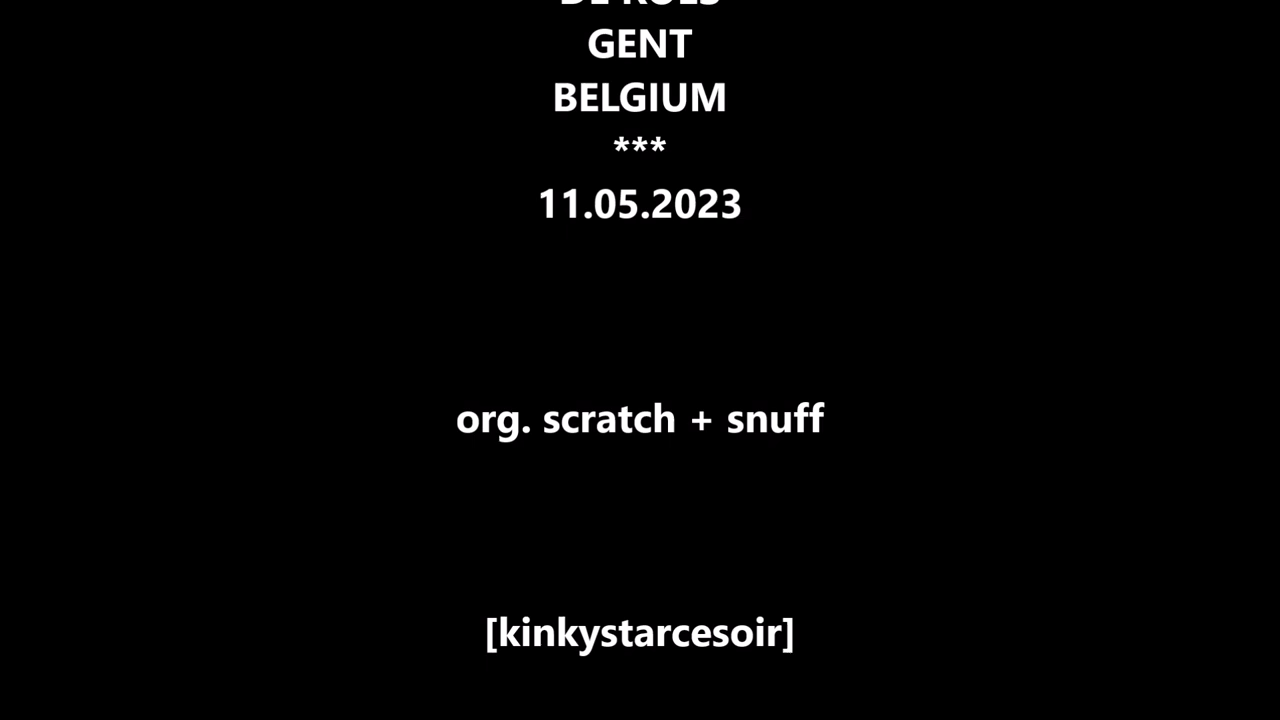 GENT
BELGIUM
***
11.05.2023
org. scratch + snuff
[kinkystarcesoir]